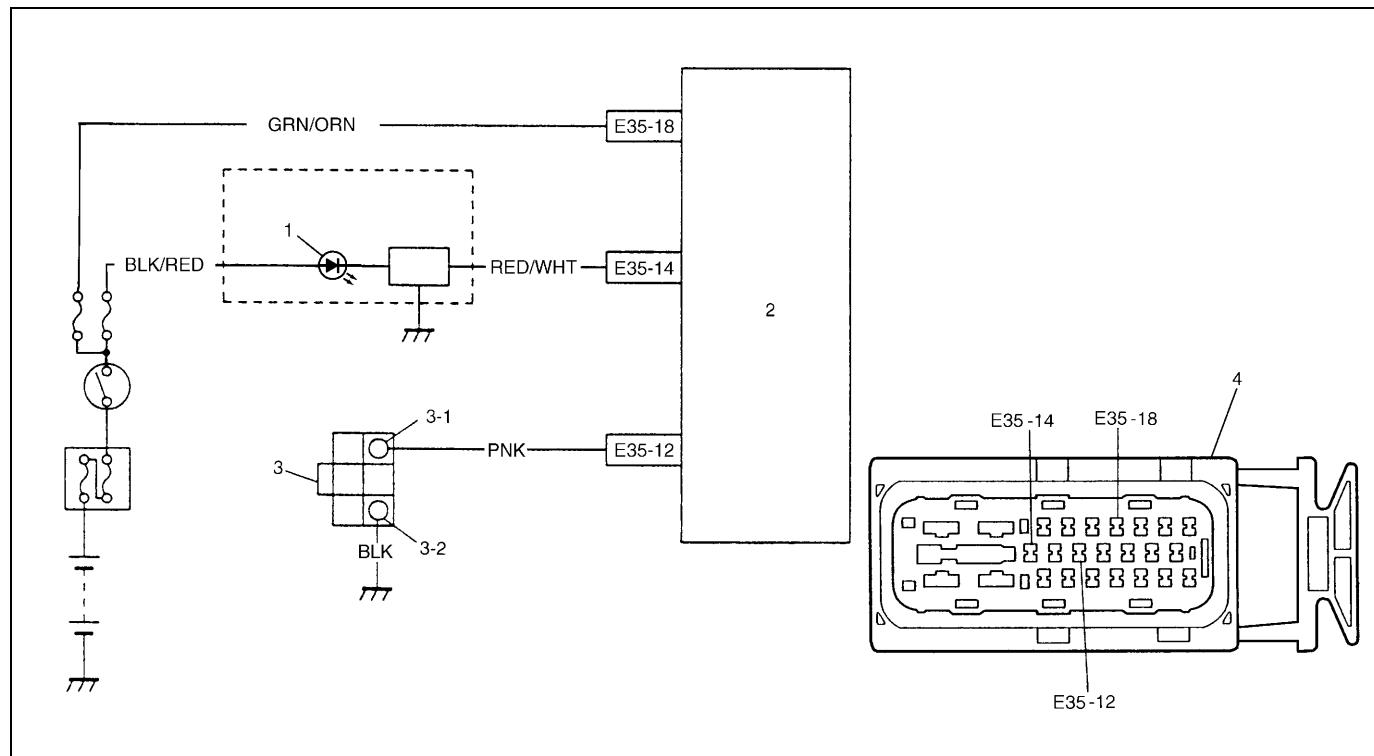 GRN/ORN
E35-18
1
BLK/RED
RED/WHT
E35-14
2
4
3-1
E35-14
E35-18
PNK
E35-12
3
3-2
BLK
E35-12